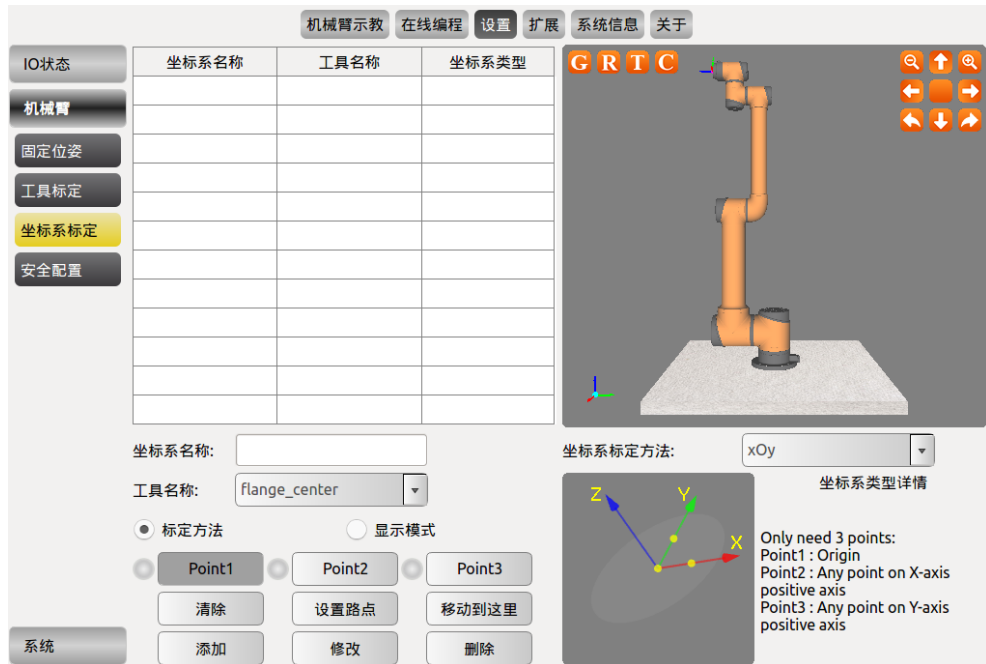 机械臂示教 在线编程 设置 扩展 系统信息 关于
IO状态
机械臂
固定位姿
工具标定
坐标系标定
安全配置
系统
坐标系名称 工具名称 坐标系类型
G R T C
坐标系名称:
工具名称: flange_center
标定方法 显示模式
Point1 Point2 Point3
清除 设置路点 移动到这里
添加 修改 删除
坐标系标定方法: xOy
坐标系类型详情
Z Y X
Only need 3 points:
Point1 : Origin
Point2 : Any point on X-axis
positive axis
Point3 : Any point on Y-axis
positive axis